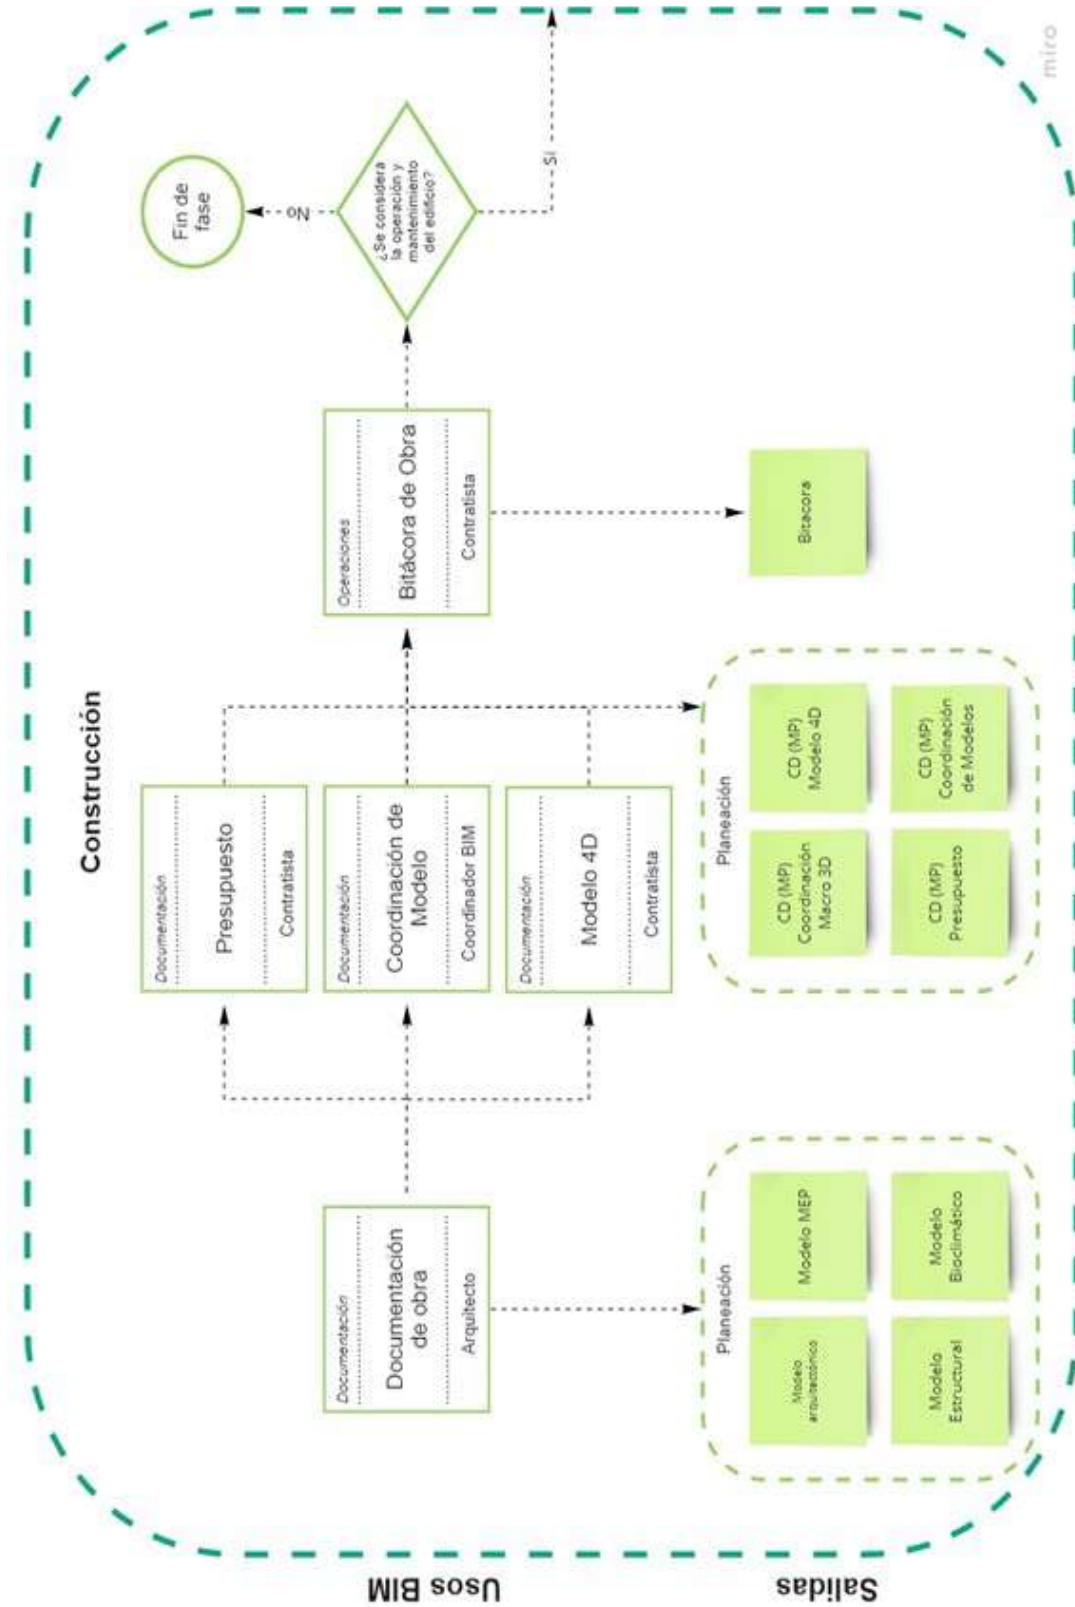 Construcción
Usos BIM
Documentación
Documentación
de obra
Arquitecto
Documentación
Presupuesto
Contratista
Documentación
Coordinación de
Modelo
Coordinador BIM
Documentación
Modelo 4D
Contratista
Operaciones
Bitácora de Obra
Contratista
¿Se considera
la operación y
mantenimiento
del edificio?
No
Fin de
fase
Si
Salidas
Planeación
Modelo
arquitectónico
Modelo MEP
Modelo
Estructural
Modelo
Bioclimático
Planeación
CD (MP)
Coordinación
Macro 3D
CD (MP)
Modelo 4D
CD (MP)
Presupuesto
CD (MP)
Coordinación
de Modelos
Bitacora
miro